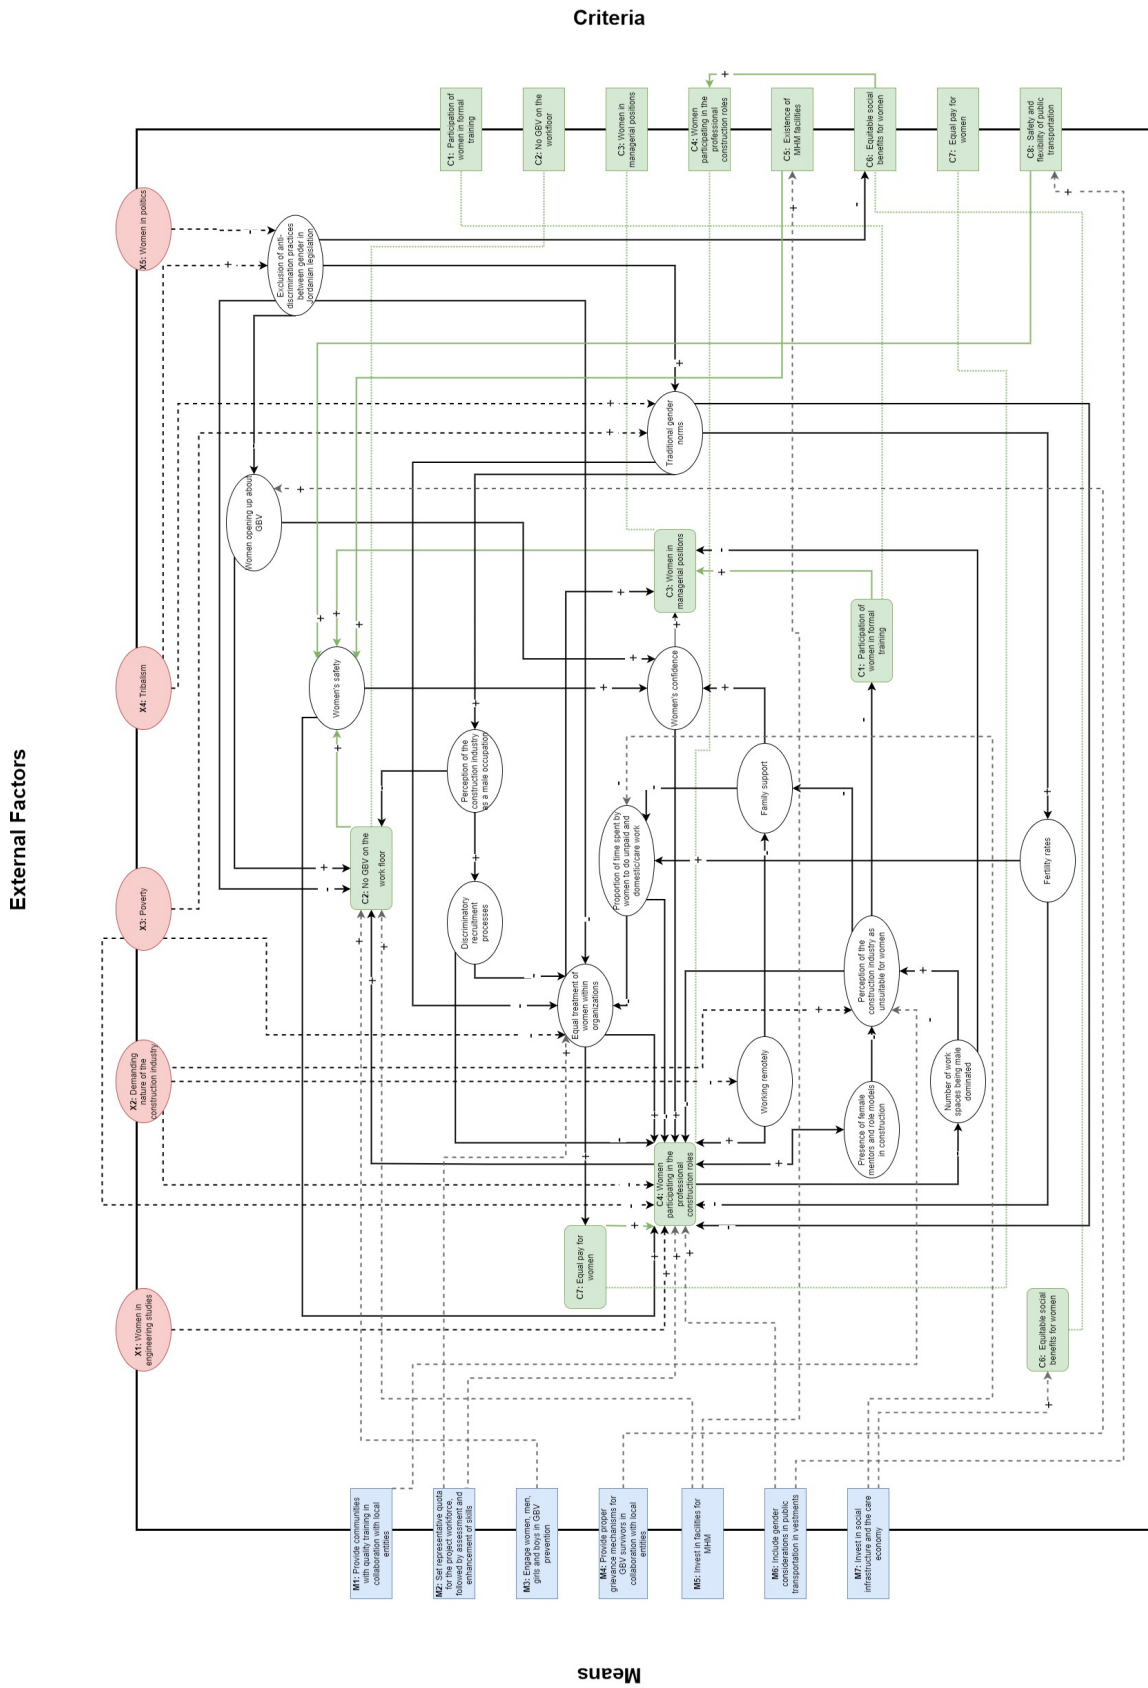 Criteria
External Factors
Means
C1: Participation of
women in formal
training
C2: No GBV on the
workfloor
C3: Women in
managerial positions
C4: Women
participating in the
professional
construction roles
C5: Existence of
MHM facilities
C6: Equitable social
benefits for women
C7: Equal pay for
women
C8: Safety and
flexibility of public
transportation
X5: Women in politics
X4: Tribalism
X3: Poverty
X2: Demanding
nature of the
construction industry
X1: Women in
engineering studies
Exclusion of anti-
discrimination practices
between gender in
Jordanian legislation
Traditional gender
norms
Women opening up about
GBV
C3: Women in
managerial positions
C1: Participation of
women in formal
training
Women's safety
Women's confidence
Perception of the
construction industry
as a male occupation
Family support
C2: No GBV on the
work floor
Proportion of time spent by
women to do unpaid and
domestic/care work
Fertility rates
Discriminatory
recruitment
processes
Equal treatment of
women within
organizations
Perception of the
construction industry as
unsuitable for women
Working remotely
Presence of female
mentors and role models
in construction
Number of work
spaces being male
dominated
C4: Women
participating in the
professional
construction roles
C7: Equal pay for
women
C6: Equitable social
benefits for women
M1: Provide communities
with quality training in
collaboration with local
entities
M2: Set representative quota
for the project workforce,
followed by assessment and
enhancement of skills
M3: Engage women, men,
girls and boys in GBV
prevention
M4: Provide proper
grievance mechanisms for
GBV survivors in
collaboration with local
entities
M5: Invest in facilities for
MHM
M6: Include gender
considerations in public
transportation in vestments
M7: Invest in social
infrastructure and the care
economy